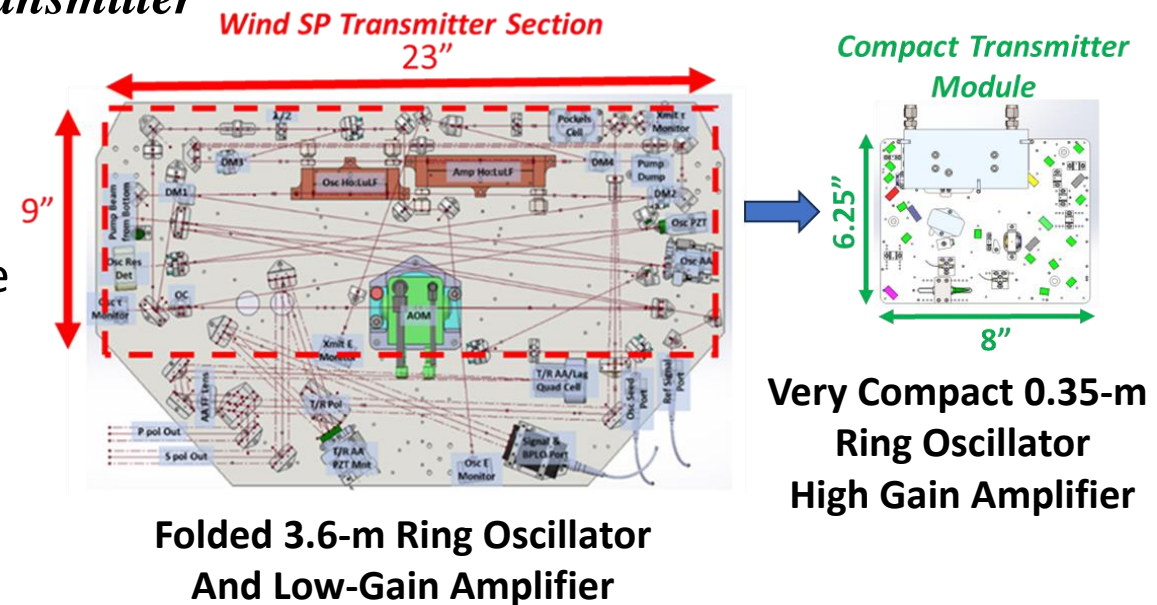 ansmitter
Wind SP Transmitter Section
23”
9”
λ/2
Pockels
Cell
Xmit τ
Monitor
DM3
DM4
Osc Ho:LuLF
Amp Ho:LuLF
Pump
Dump
DM1
DM2
Pump Beam
from Bottom
Osc PZT
Osc Res
Det
Osc AA
Osc τ
Monitor
OC
AOM
Xmit E
Monitor
AA FF Lens
T/R AA/Lag
Quad Cell
Osc Seed
Port
Ref Signal
Port
T/R Pol
P pol Out
S pol Out
T/R AA
PZT Mnt
Osc E
Monitor
Signal &
BPLO Port
e
Folded 3.6-m Ring Oscillator
And Low-Gain Amplifier
Compact Transmitter
Module
6.25”
8”
Very Compact 0.35-m
Ring Oscillator
High Gain Amplifier